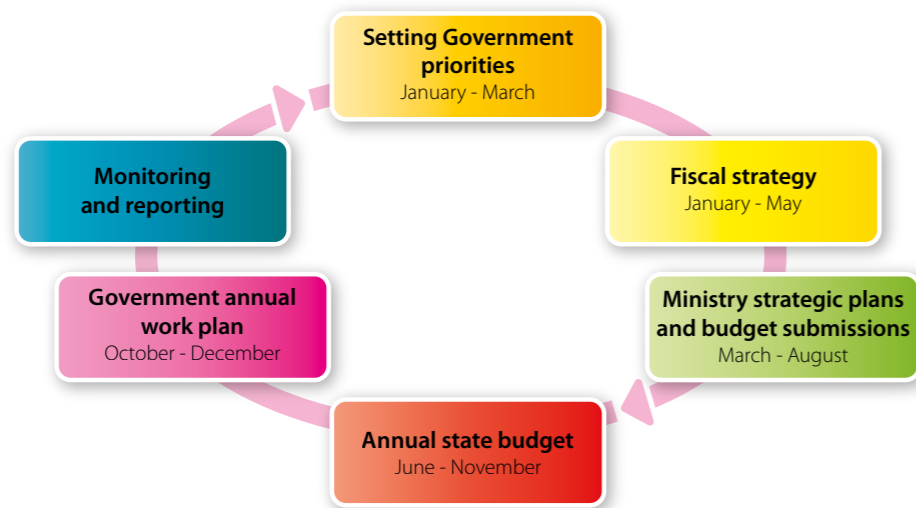 Setting Government
priorities
January - March
Fiscal strategy
January - May
Ministry strategic plans
and budget submissions
March - August
Annual state budget
June - November
Government annual
work plan
October - December
Monitoring
and reporting